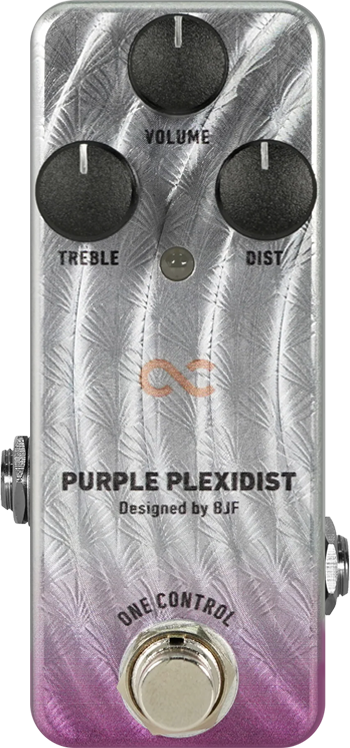 VOLUME
TREBLE DIST
PURPLE PLEXIDIST
Designed by BJF
ONE CONTROL